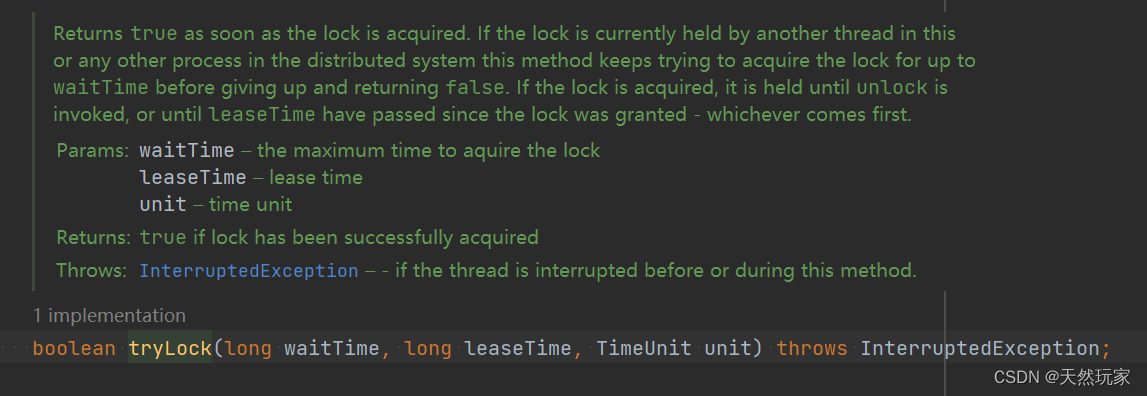 Returns true as soon as the lock is acquired. If the lock is currently held by another thread in this
or any other process in the distributed system this method keeps trying to acquire the lock for up to
waitTime before giving up and returning false. If the lock is acquired, it is held until unlock is
invoked, or until leaseTime have passed since the lock was granted - whichever comes first.
Params: waitTime – the maximum time to aquire the lock
leaseTime – lease time
unit – time unit
Returns: true if lock has been successfully acquired
Throws: InterruptedException – - if the thread is interrupted before or during this method.
1 implementation
boolean tryLock(long waitTime, long leaseTime, TimeUnit unit) throws InterruptedException;
CSDN @天然玩家